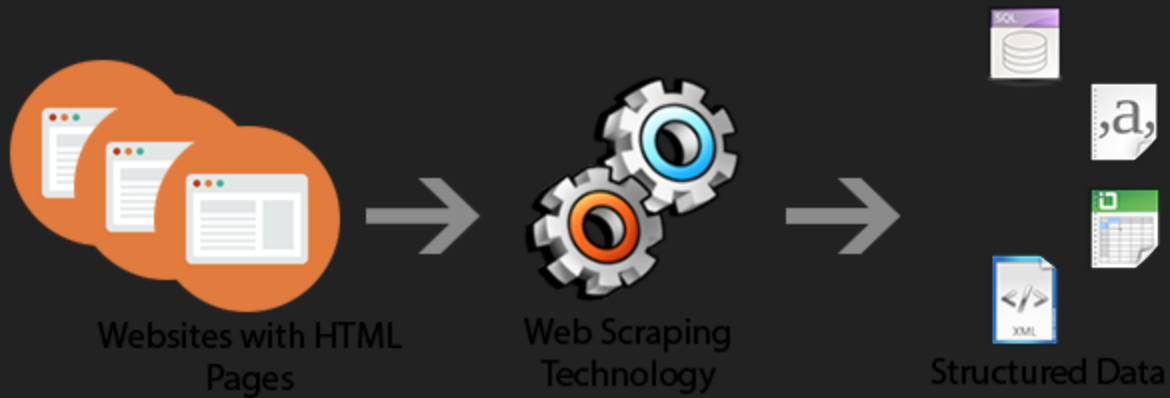 SQL
,a,
XML
Websites with HTML
Pages
Web Scraping
Technology
Structured Data